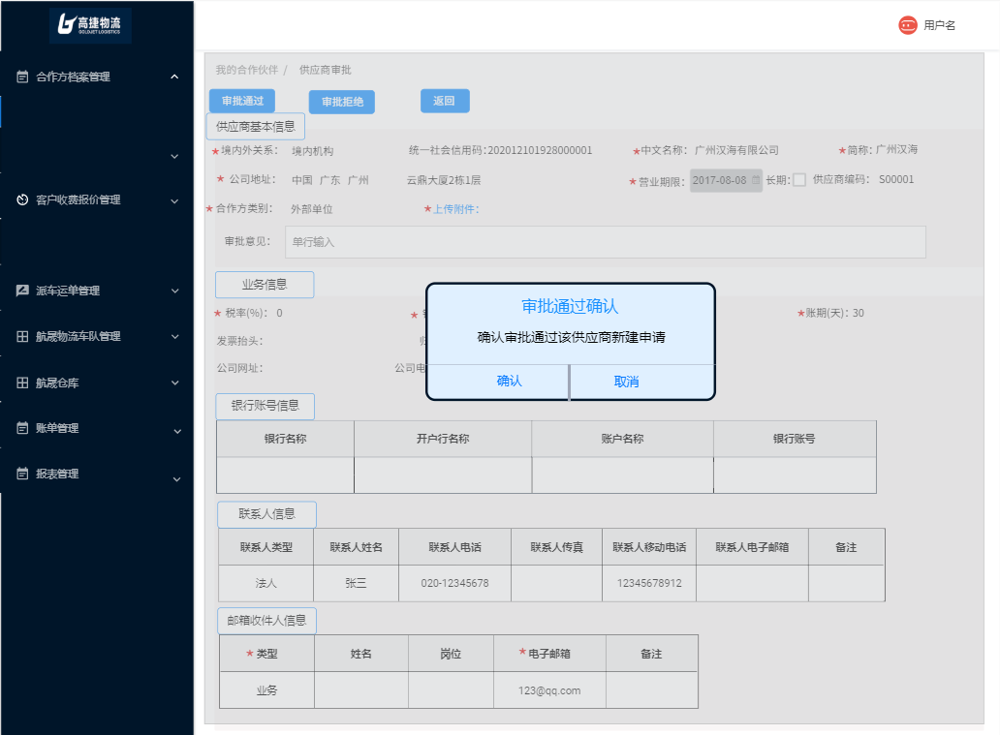 高捷物流
GOLDJET LOGISTICS
用户名
合作方档案管理
客户收费报价管理
派车运单管理
航晟物流车队管理
航晟仓库
账单管理
报表管理
我的合作伙伴 / 供应商审批
审批通过 审批拒绝 返回
供应商基本信息
*境内外关系: 境内机构 统一社会信用码:202012101928000001 *中文名称: 广州汉海有限公司 *简称: 广州汉海
* 公司地址: 中国 广东 广州 云鼎大厦2栋1层 *营业期限: 2017-08-08 长期: 供应商编码: S00001
*合作方类别: 外部单位 *上传附件:
审批意见: 单行输入
业务信息
* 税率(%): 0 * *账期(天): 30
发票抬头:
公司网址: 公司电
审批通过确认
确认审批通过该供应商新建申请
确认 取消
银行账号信息
银行名称 开户行名称 账户名称 银行账号
联系人信息
联系人类型 联系人姓名 联系人电话 联系人传真 联系人移动电话 联系人电子邮箱 备注
法人 张三 020-12345678 12345678912
邮箱收件人信息
* 类型 姓名 岗位 *电子邮箱 备注
业务 123@qq.com